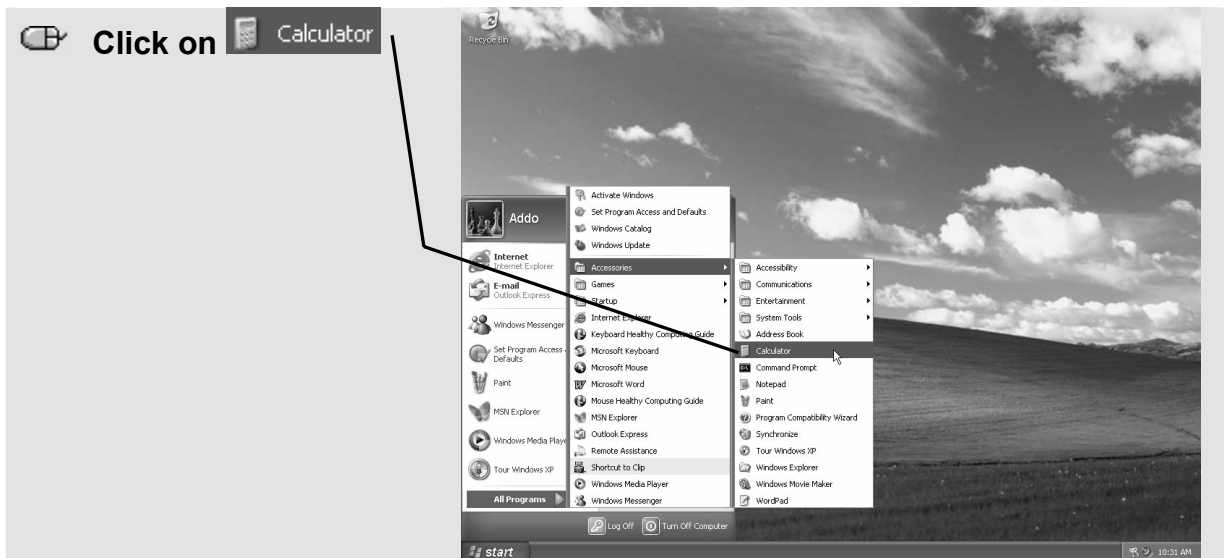 Click on Calculator
Recycle Bin
Addo
Internet
Internet Explorer
E-mail
Outlook Express
Windows Messenger
Set Program Access
Defaults
Paint
MSN Explorer
Windows Media Playe
Tour Windows XP
All Programs
Activate Windows
Set Program Access and Defaults
Windows Catalog
Windows Update
Accessories
Games
Startup
Internet Explorer
Keyboard Healthy Computing Guide
Microsoft Keyboard
Microsoft Mouse
Microsoft Word
Mouse Healthy Computing Guide
MSN Explorer
Outlook Express
Remote Assistance
Shortcut to Clip
Windows Media Player
Windows Messenger
Accessibility
Communications
Entertainment
System Tools
Address Book
Calculator
Command Prompt
Notepad
Paint
Program Compatibility Wizard
Synchronize
Tour Windows XP
Windows Explorer
Windows Movie Maker
WordPad
Log Off Turn Off Computer
start
10:31 AM